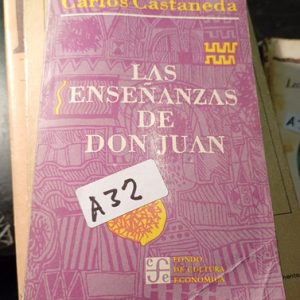 Carlos Castaneda
LAS
ENSEÑANZAS
DE
DON JUAN
A32
FONDO
DE CULTURA
ECONÓMICA